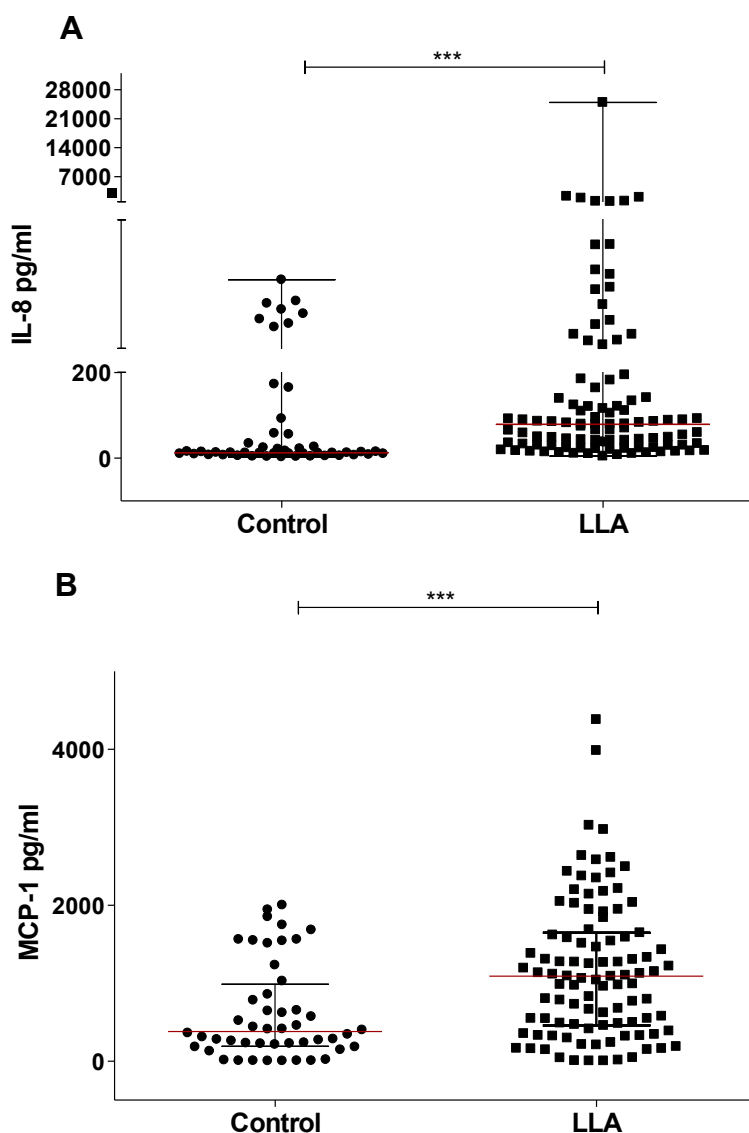 A
***
28000
21000
14000
7000
200
0
IL-8 pg/ml
Control
LLA
B
***
4000
2000
0
MCP-1 pg/ml
Control
LLA